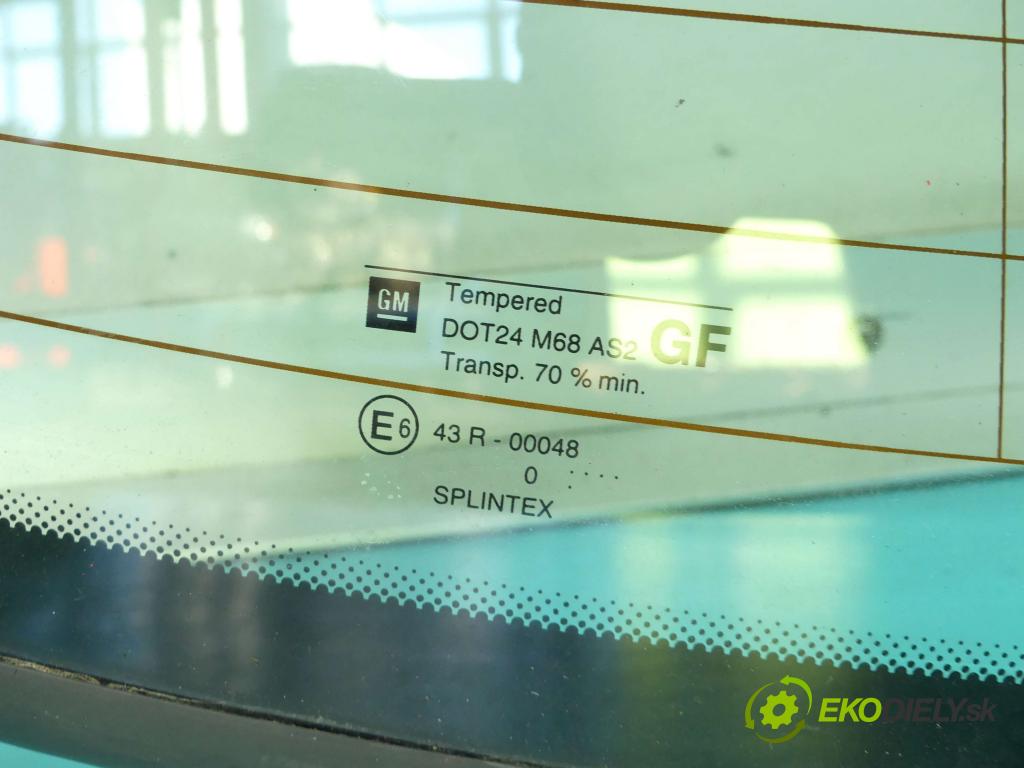 GM
Tempered
DOT24 M68 AS2 GF
Transp. 70 % min.
E6 43 R - 00048
0
SPLINTEX
EKODIELY.sk